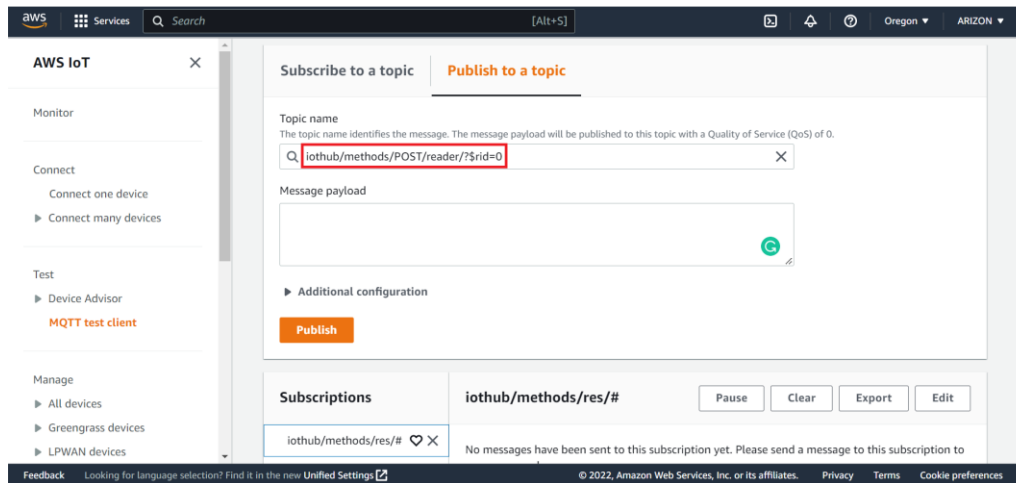 aws
Services
Search
[Alt+S]
Oregon
ARIZON
AWS IoT
Monitor
Connect
Connect one device
Connect many devices
Test
Device Advisor
MQTT test client
Manage
All devices
Greengrass devices
LPWAN devices
Subscribe to a topic
Publish to a topic
Topic name
The topic name identifies the message. The message payload will be published to this topic with a Quality of Service (QoS) of 0.
iothub/methods/POST/reader/?$rid=0
Message payload
Additional configuration
Publish
Subscriptions
iothub/methods/res/#
iothub/methods/res/#
Pause
Clear
Export
Edit
No messages have been sent to this subscription yet. Please send a message to this subscription to
Feedback
Looking for language selection? Find it in the new Unified Settings
© 2022, Amazon Web Services, Inc. or its affiliates.
Privacy
Terms
Cookie preferences